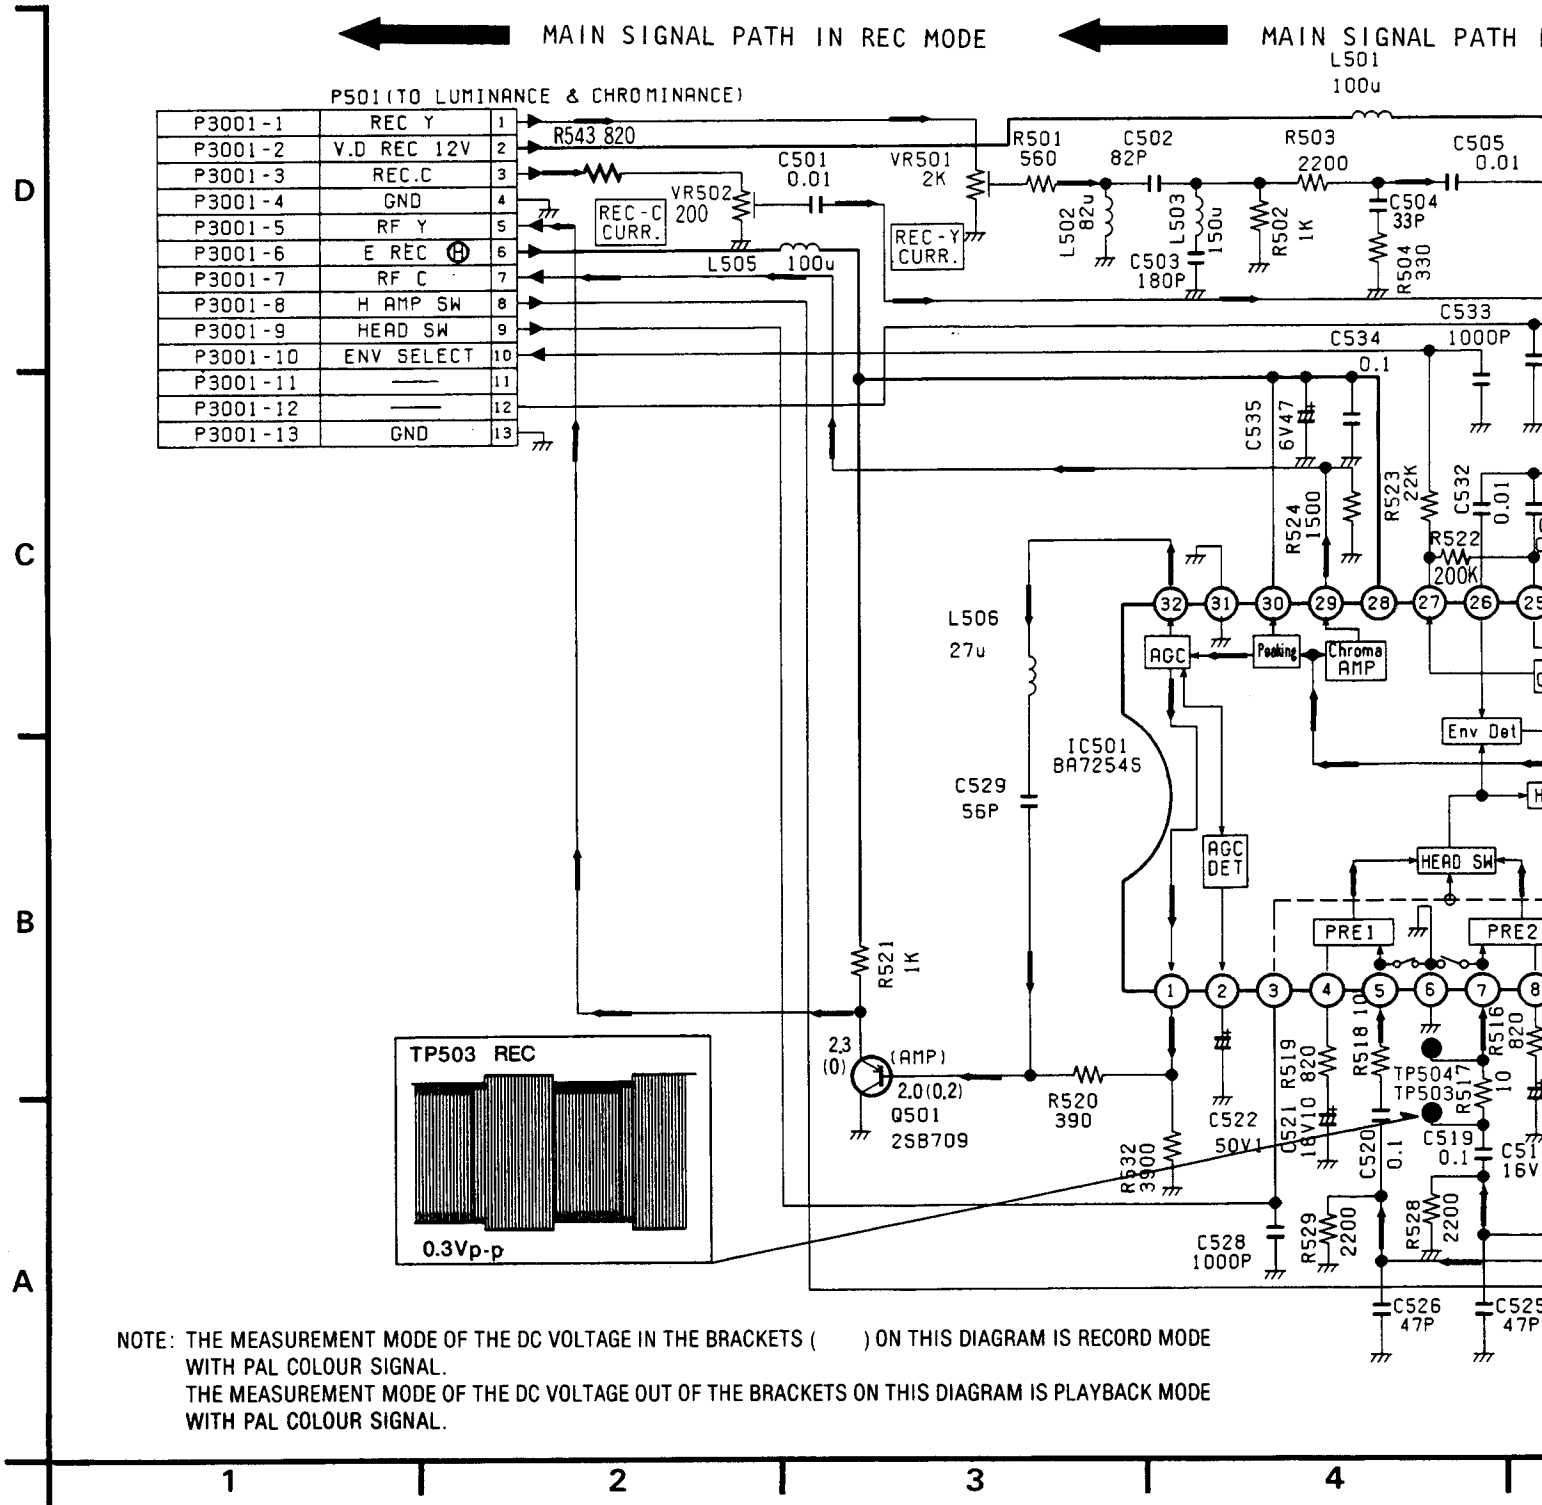 MAIN SIGNAL PATH IN REC MODE
MAIN SIGNAL PATH
L501
100u
P501(TO LUMINANCE & CHROMINANCE)
P3001-1 REC Y 1
P3001-2 V.D REC 12V 2
P3001-3 REC.C 3
P3001-4 GND 4
P3001-5 RF Y 5
P3001-6 E REC H 6
P3001-7 RF C 7
P3001-8 H AMP SW 8
P3001-9 HEAD SW 9
P3001-10 ENV SELECT 10
P3001-11 — 11
P3001-12 — 12
P3001-13 GND 13
R543 820
VR502
200
REC-C
CURR.
C501
0.01
L505 100u
VR501
2K
REC-Y
CURR.
R501
560
C502
82P
R503
2200
C505
0.01
L502
82u
L503
150u
C503
180P
R502
1K
C504
33P
R504
330
C533
1000P
C534
0.1
C535
6V47
R524
1500
R523
22K
C532
0.01
R522
200K
32 31 30 29 28 27 26 25
L506
27u
AGC
Peaking
Chroma
AMP
Env Det
IC501
BA7254S
C529
56P
AGC
DET
HEAD SW
PRE1
PRE2
1 2 3 4 5 6 7 8
R521
1K
2.3
(0)
(AMP)
2.0(0.2)
Q501
2SB709
R520
390
R532
3900
C522
50V1
R519
820
C521
16V10
R518 10
C520
0.1
TP504
TP503
R517
10
R516
820
C519
0.1
C51
16V
R529
2200
R528
2200
C528
1000P
C526
47P
C525
47P
TP503 REC
0.3Vp-p
NOTE: THE MEASUREMENT MODE OF THE DC VOLTAGE IN THE BRACKETS ( ) ON THIS DIAGRAM IS RECORD MODE
WITH PAL COLOUR SIGNAL.
THE MEASUREMENT MODE OF THE DC VOLTAGE OUT OF THE BRACKETS ON THIS DIAGRAM IS PLAYBACK MODE
WITH PAL COLOUR SIGNAL.
D
C
B
A
1 2 3 4